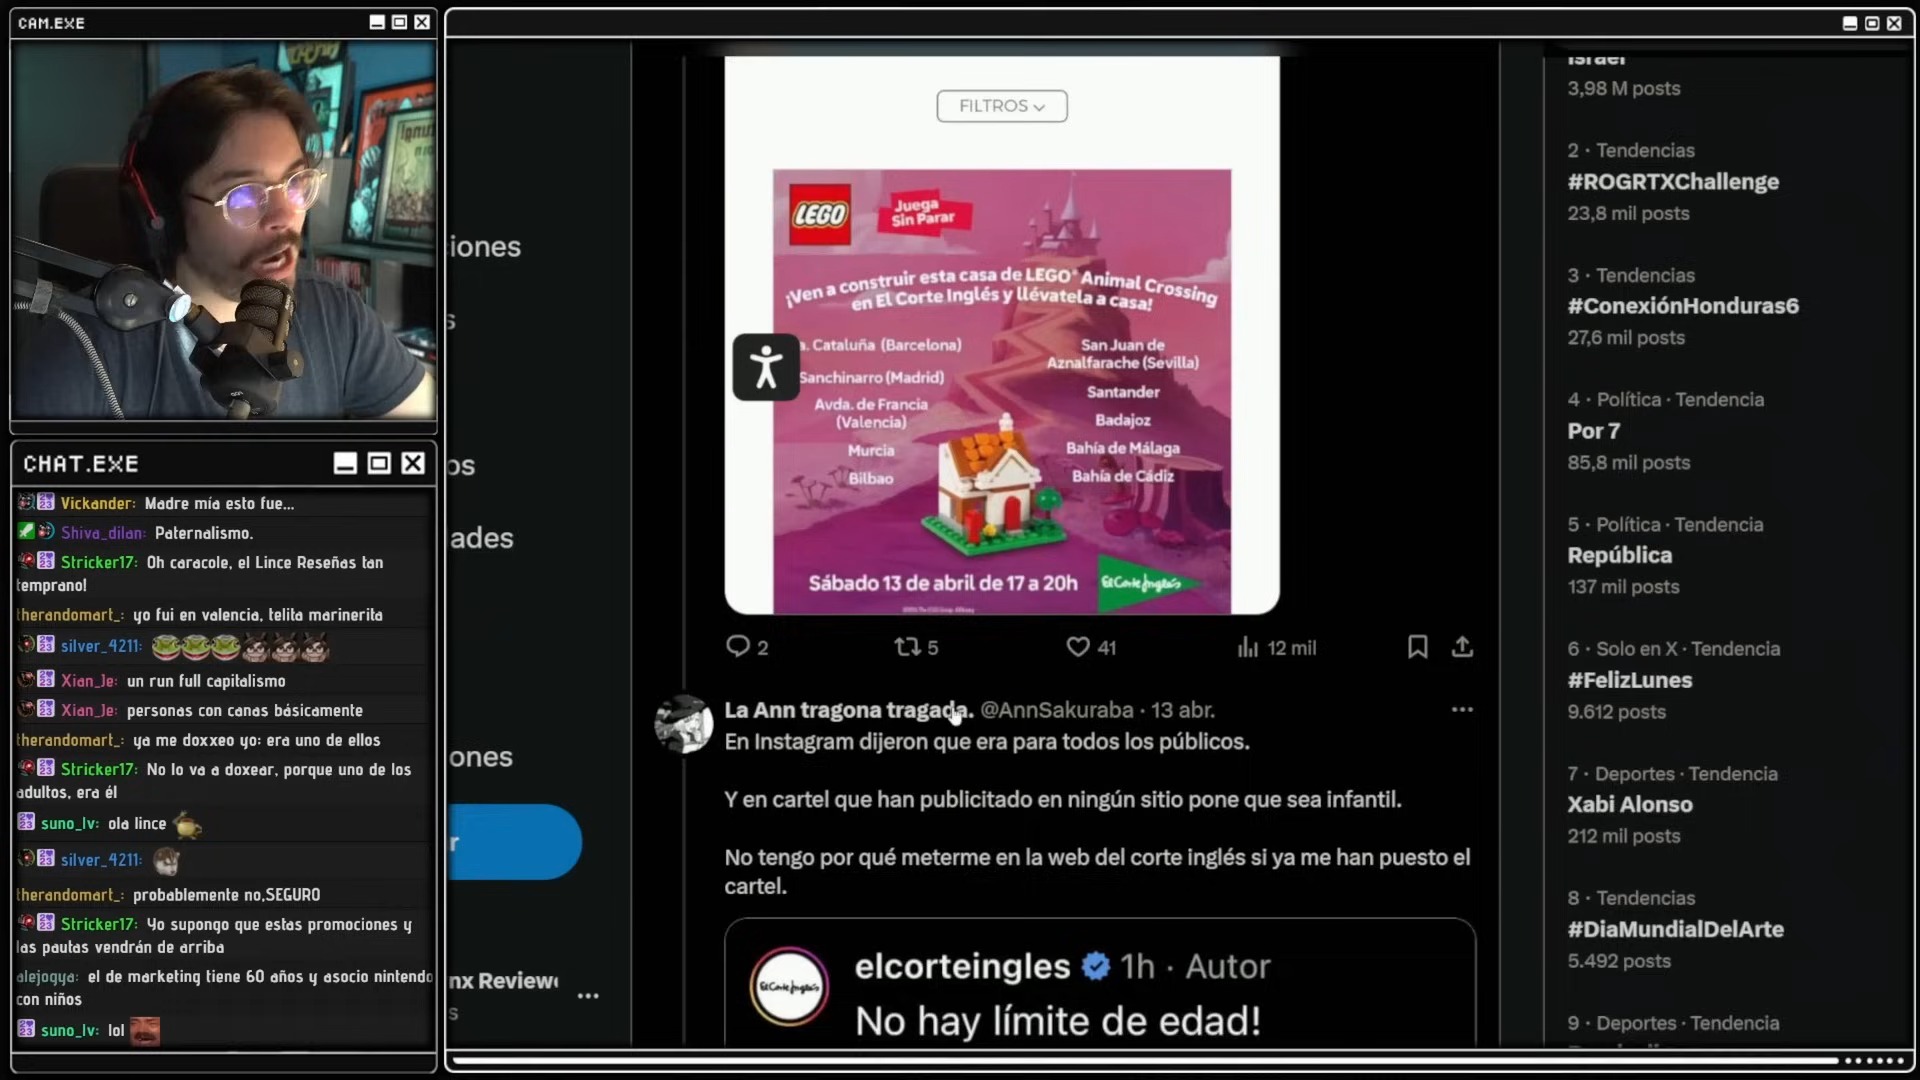 CAM.EXE
CHAT.EXE
Vickander: Madre mía esto fue...
Shiva_dilan: Paternalismo.
Stricker17: Oh caracole, el Lince Reseñas tan
temprano!
therandomart_: yo fui en valencia, telita marinerita
silver_4211:
Xian_Je: un run full capitalismo
Xian_Je: personas con canas básicamente
therandomart_: ya me doxxeo yo: era uno de ellos
Stricker17: No lo va a doxear, porque uno de los
adultos, era él
suno_lv: ola lince
silver_4211:
therandomart_: probablemente no,SEGURO
Stricker17: Yo supongo que estas promociones y
las pautas vendrán de arriba
alejogya: el de marketing tiene 60 años y asocio nintendo
con niños
suno_lv: lol
iones
s
os
ades
ones
r
nx Review
s
FILTROS
LEGO
Juega
Sin Parar
¡Ven a construir esta casa de LEGO® Animal Crossing
en El Corte Inglés y llévatela a casa!
a. Cataluña (Barcelona)
Sanchinarro (Madrid)
Avda. de Francia
(Valencia)
Murcia
Bilbao
San Juan de
Aznalfarache (Sevilla)
Santander
Badajoz
Bahía de Málaga
Bahía de Cádiz
Sábado 13 de abril de 17 a 20h
El Corte Inglés
2 5 41 12 mil
La Ann tragona tragada. @AnnSakuraba · 13 abr.
En Instagram dijeron que era para todos los públicos.
Y en cartel que han publicitado en ningún sitio pone que sea infantil.
No tengo por qué meterme en la web del corte inglés si ya me han puesto el
cartel.
El Corte Inglés
elcorteingles 1h · Autor
No hay límite de edad!
Israel
3,98 M posts
2 · Tendencias
#ROGRTXChallenge
23,8 mil posts
3 · Tendencias
#ConexiónHonduras6
27,6 mil posts
4 · Política · Tendencia
Por 7
85,8 mil posts
5 · Política · Tendencia
República
137 mil posts
6 · Solo en X · Tendencia
#FelizLunes
9.612 posts
7 · Deportes · Tendencia
Xabi Alonso
212 mil posts
8 · Tendencias
#DiaMundialDelArte
5.492 posts
9 · Deportes · Tendencia